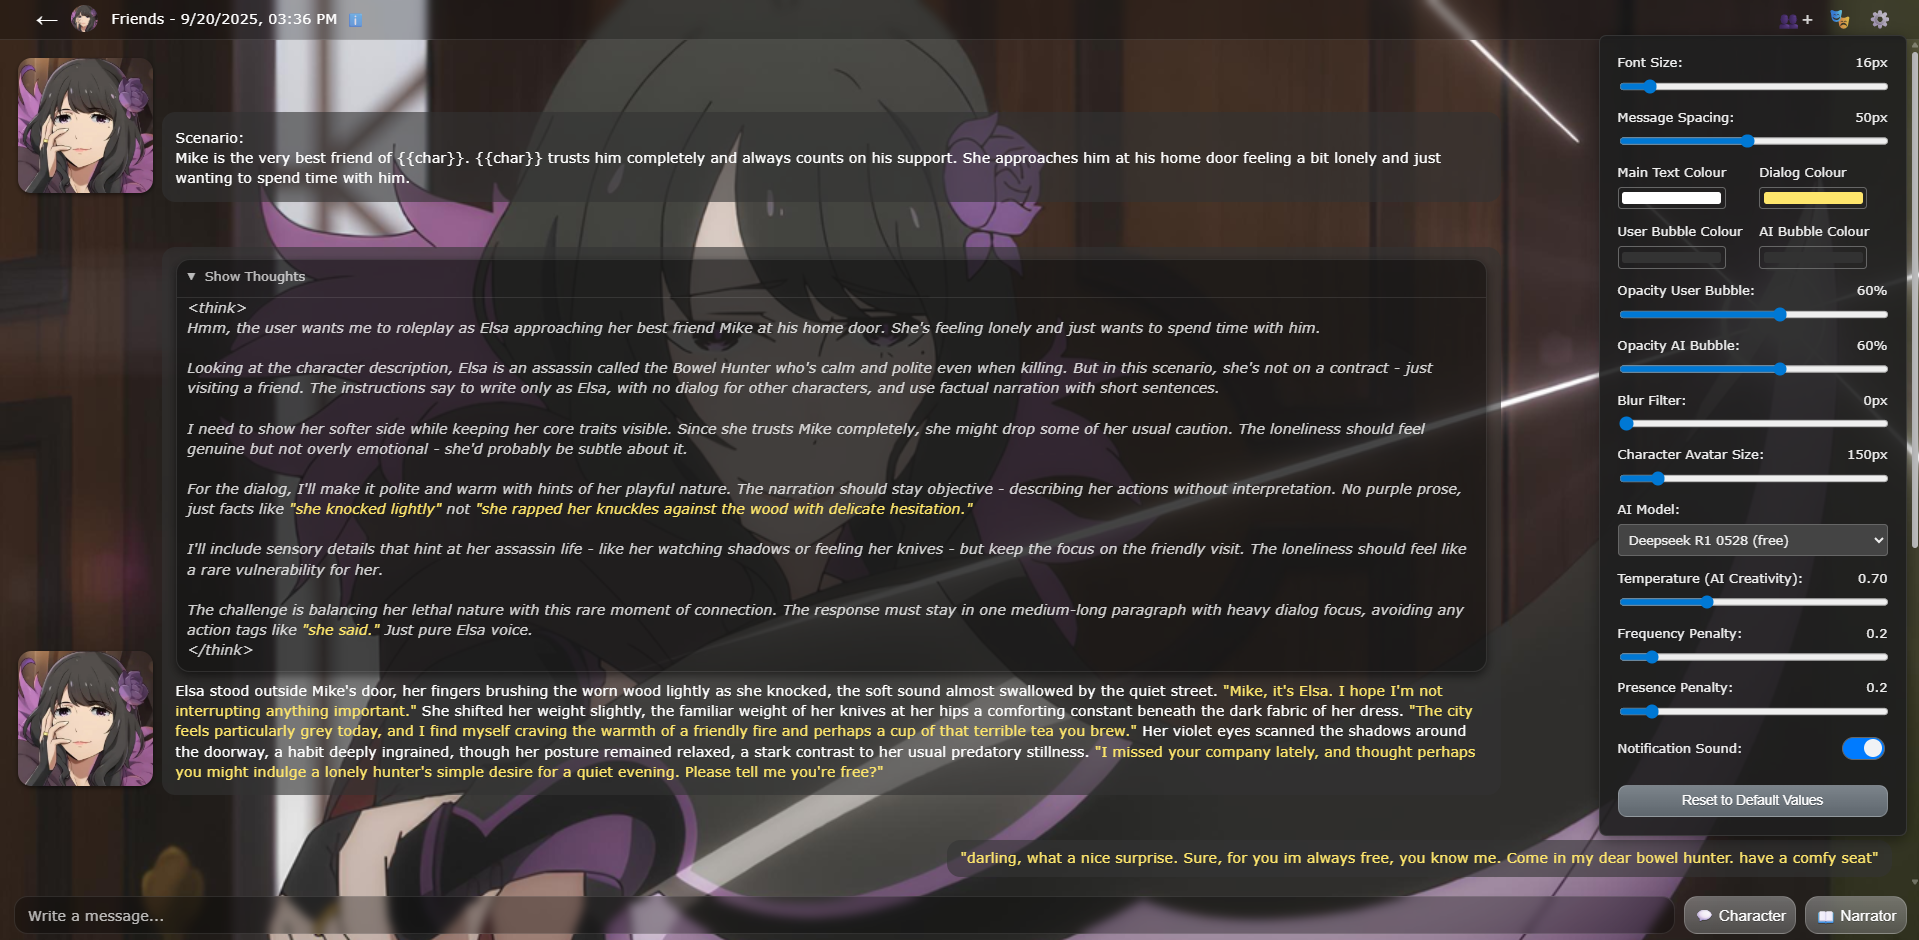 Friends - 9/20/2025, 03:36 PM
Scenario:
Mike is the very best friend of {{char}}. {{char}} trusts him completely and always counts on his support. She approaches him at his home door feeling a bit lonely and just
wanting to spend time with him.
▼ Show Thoughts
<think>
Hmm, the user wants me to roleplay as Elsa approaching her best friend Mike at his home door. She's feeling lonely and just wants to spend time with him.
Looking at the character description, Elsa is an assassin called the Bowel Hunter who's calm and polite even when killing. But in this scenario, she's not on a contract - just
visiting a friend. The instructions say to write only as Elsa, with no dialog for other characters, and use factual narration with short sentences.
I need to show her softer side while keeping her core traits visible. Since she trusts Mike completely, she might drop some of her usual caution. The loneliness should feel
genuine but not overly emotional - she'd probably be subtle about it.
For the dialog, I'll make it polite and warm with hints of her playful nature. The narration should stay objective - describing her actions without interpretation. No purple prose,
just facts like "she knocked lightly" not "she rapped her knuckles against the wood with delicate hesitation."
I'll include sensory details that hint at her assassin life - like her watching shadows or feeling her knives - but keep the focus on the friendly visit. The loneliness should feel like
a rare vulnerability for her.
The challenge is balancing her lethal nature with this rare moment of connection. The response must stay in one medium-long paragraph with heavy dialog focus, avoiding any
action tags like "she said." Just pure Elsa voice.
</think>
Elsa stood outside Mike's door, her fingers brushing the worn wood lightly as she knocked, the soft sound almost swallowed by the quiet street. "Mike, it's Elsa. I hope I'm not
interrupting anything important." She shifted her weight slightly, the familiar weight of her knives at her hips a comforting constant beneath the dark fabric of her dress. "The city
feels particularly grey today, and I find myself craving the warmth of a friendly fire and perhaps a cup of that terrible tea you brew." Her violet eyes scanned the shadows around
the doorway, a habit deeply ingrained, though her posture remained relaxed, a stark contrast to her usual predatory stillness. "I missed your company lately, and thought perhaps
you might indulge a lonely hunter's simple desire for a quiet evening. Please tell me you're free?"
"darling, what a nice surprise. Sure, for you im always free, you know me. Come in my dear bowel hunter. have a comfy seat"
Write a message...
Character
Narrator
Font Size: 16px
Message Spacing: 50px
Main Text Colour Dialog Colour
User Bubble Colour AI Bubble Colour
Opacity User Bubble: 60%
Opacity AI Bubble: 60%
Blur Filter: 0px
Character Avatar Size: 150px
AI Model:
Deepseek R1 0528 (free)
Temperature (AI Creativity): 0.70
Frequency Penalty: 0.2
Presence Penalty: 0.2
Notification Sound:
Reset to Default Values